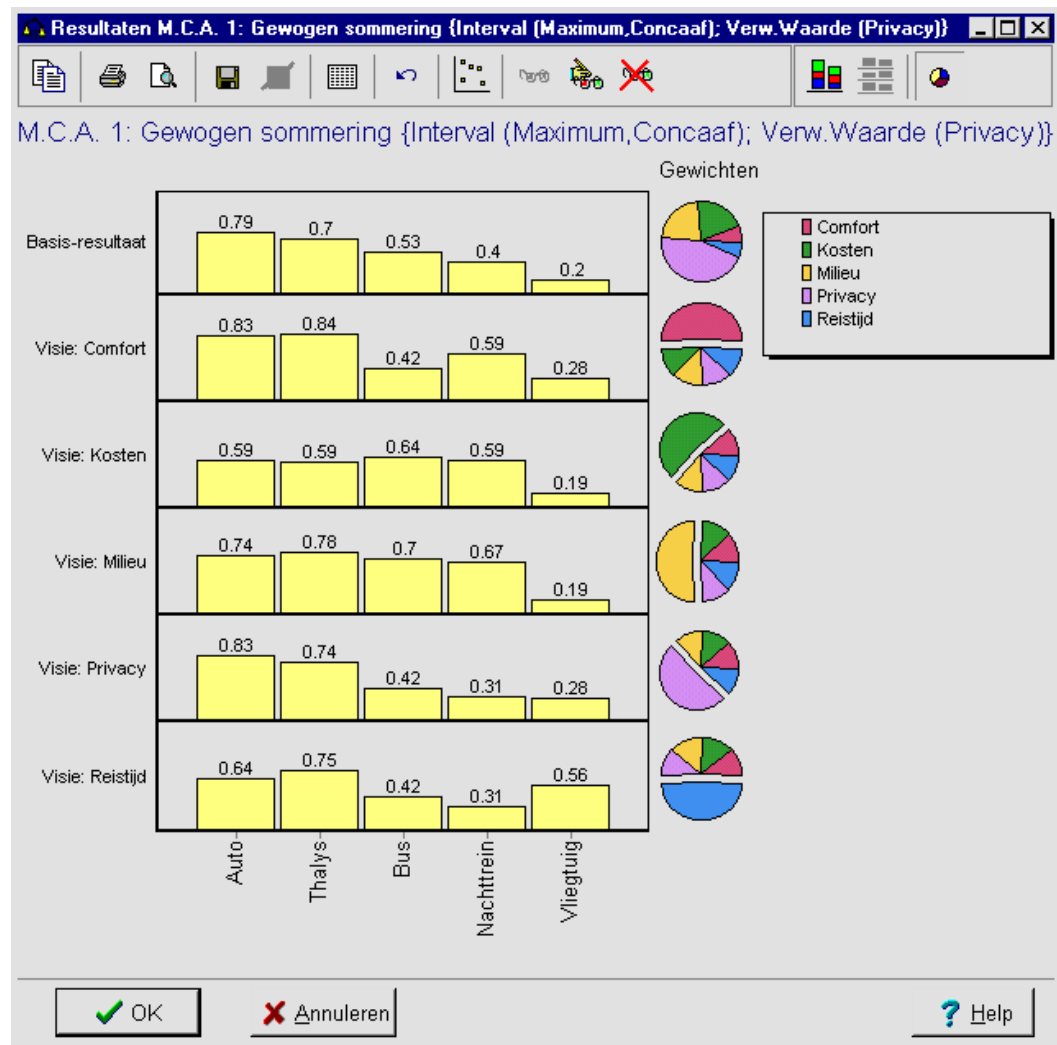 Resultaten M.C.A. 1: Gewogen sommering {Interval (Maximum,Concaaf); Verw.Waarde (Privacy)}
M.C.A. 1: Gewogen sommering {Interval (Maximum,Concaaf); Verw.Waarde (Privacy)}
Gewichten
Basis-resultaat
0.79 0.7 0.53 0.4 0.2
Comfort
Kosten
Milieu
Privacy
Reistijd
Visie: Comfort
0.83 0.84 0.42 0.59 0.28
Visie: Kosten
0.59 0.59 0.64 0.59 0.19
Visie: Milieu
0.74 0.78 0.7 0.67 0.19
Visie: Privacy
0.83 0.74 0.42 0.31 0.28
Visie: Reistijd
0.64 0.75 0.42 0.31 0.56
Auto
Thalys
Bus
Nachttrein
Vliegtuig
OK
Annuleren
? Help